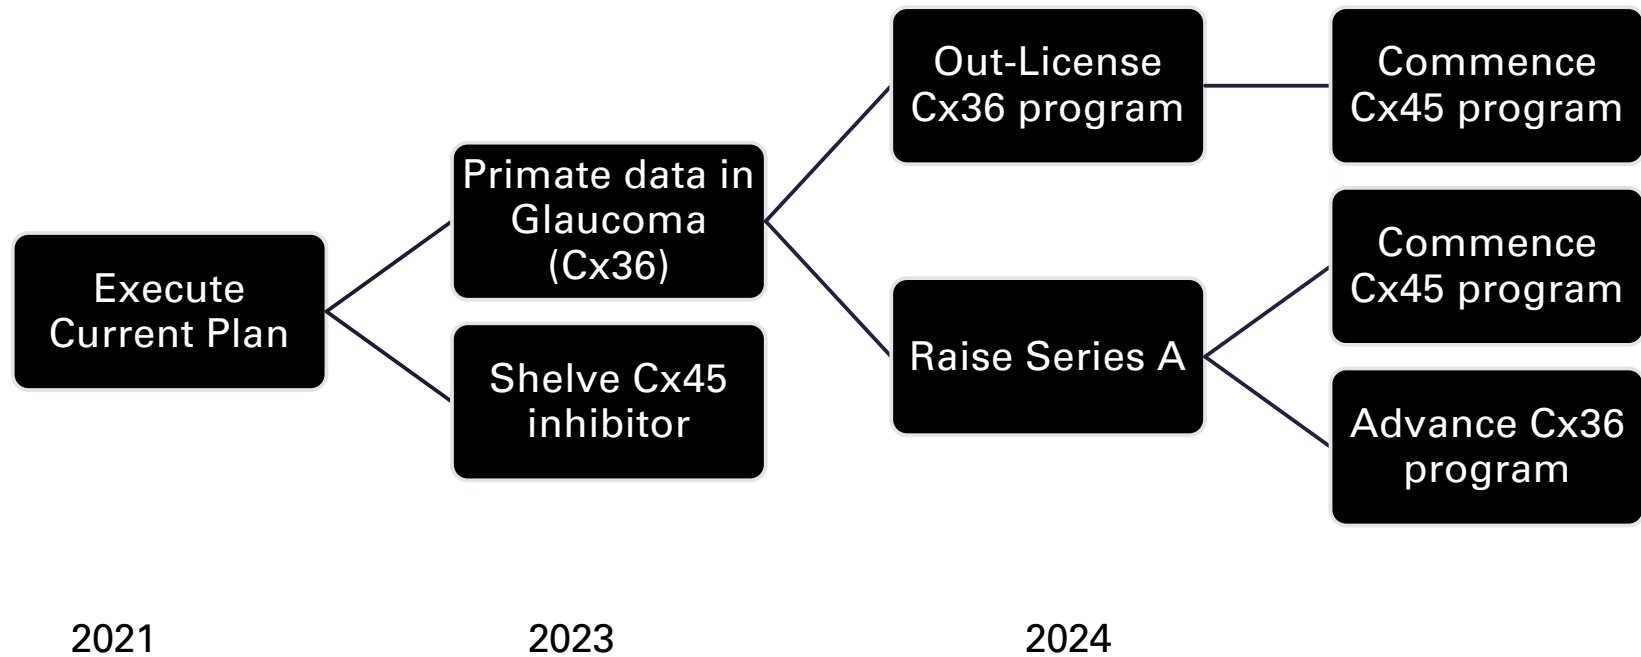 Execute
Current Plan
Primate data in
Glaucoma
(Cx36)
Shelve Cx45
inhibitor
Out-License
Cx36 program
Raise Series A
Commence
Cx45 program
Commence
Cx45 program
Advance Cx36
program
2021
2023
2024